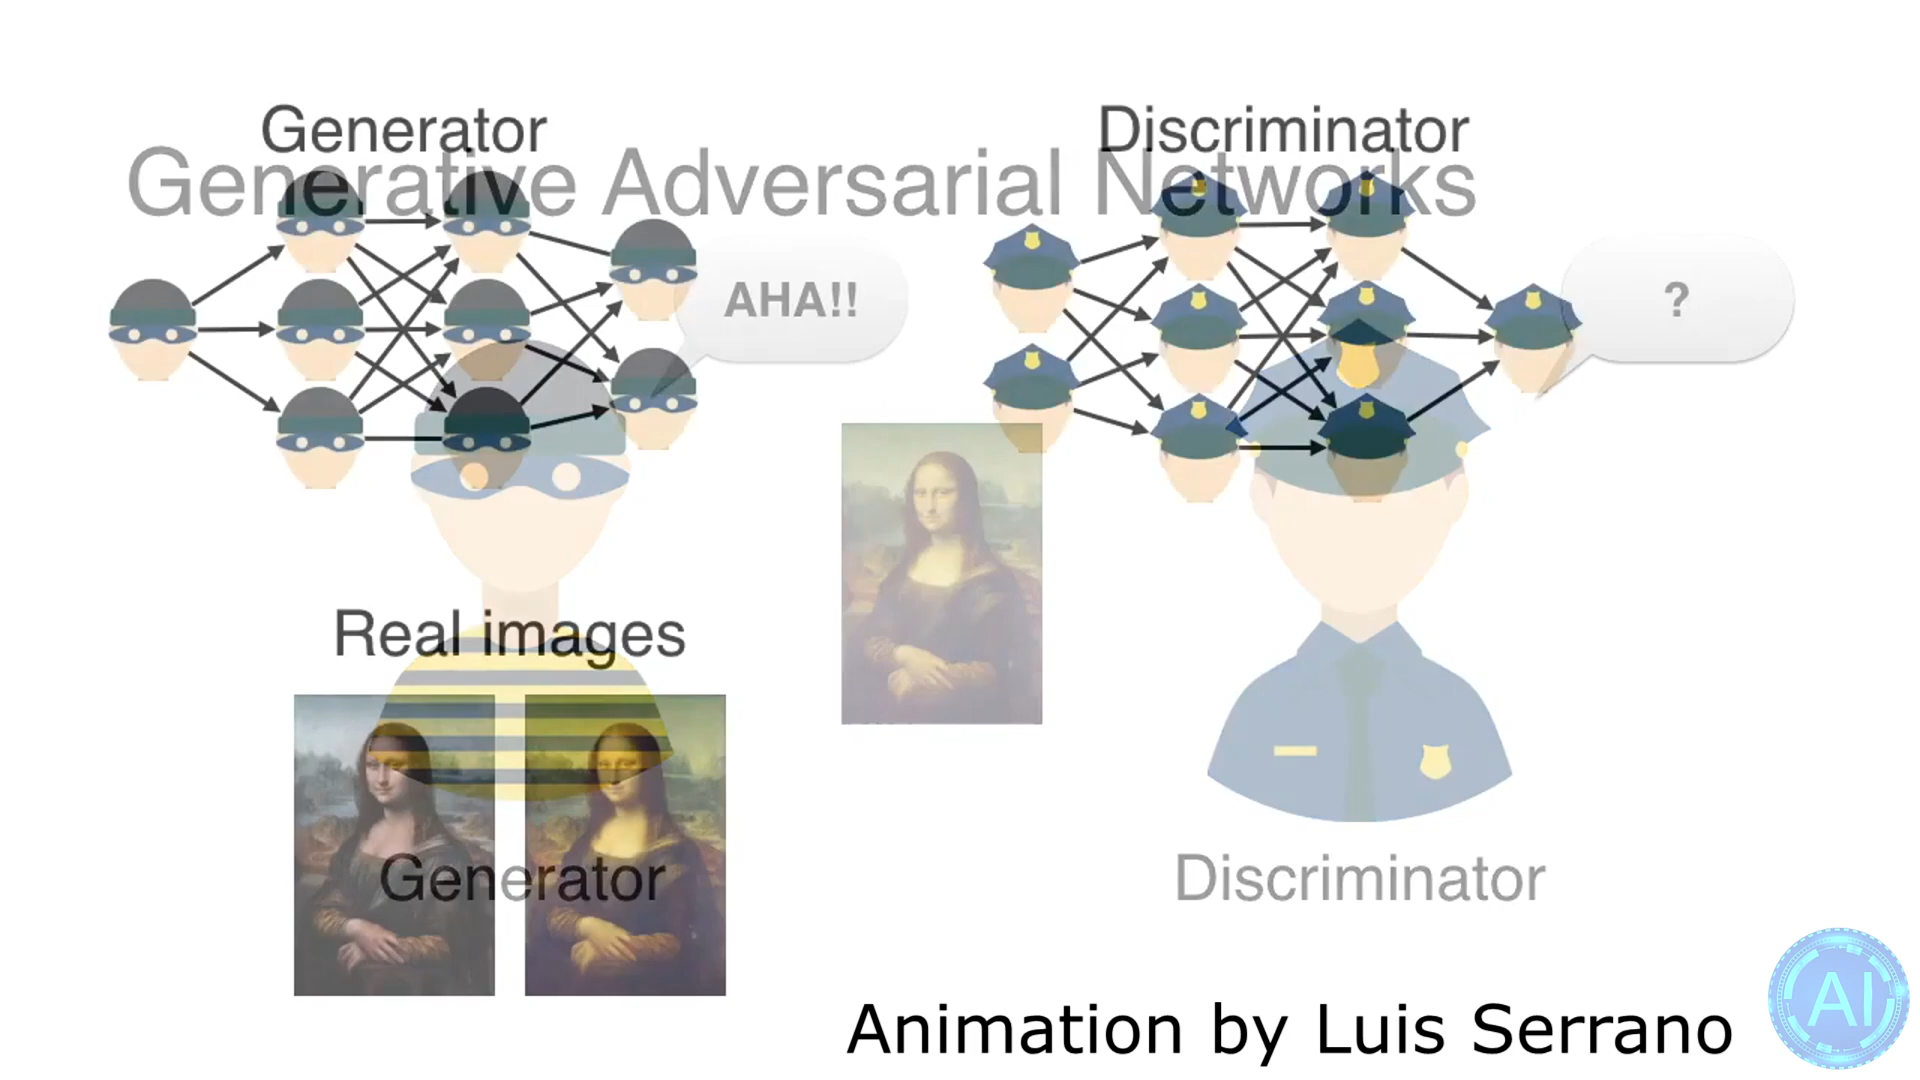 Generator
Discriminator
Generative Adversarial Networks
AHA!!
?
Real images
Generator
Discriminator
Animation by Luis Serrano
AI